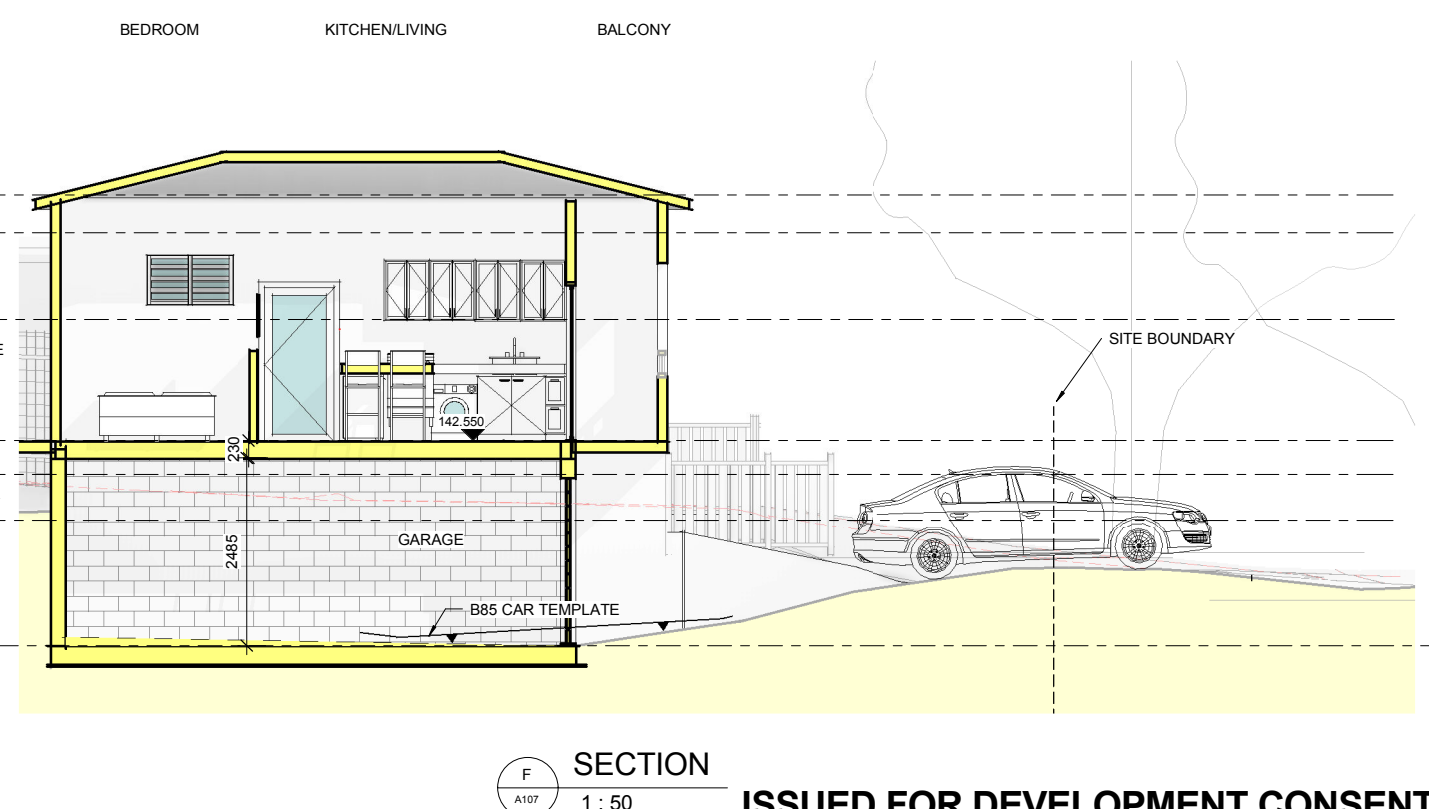 BEDROOM KITCHEN/LIVING BALCONY
SITE BOUNDARY
E
142.550
230
2485
GARAGE
B85 CAR TEMPLATE
F
A107
SECTION
1 : 50
ISSUED FOR DEVELOPMENT CONSENT